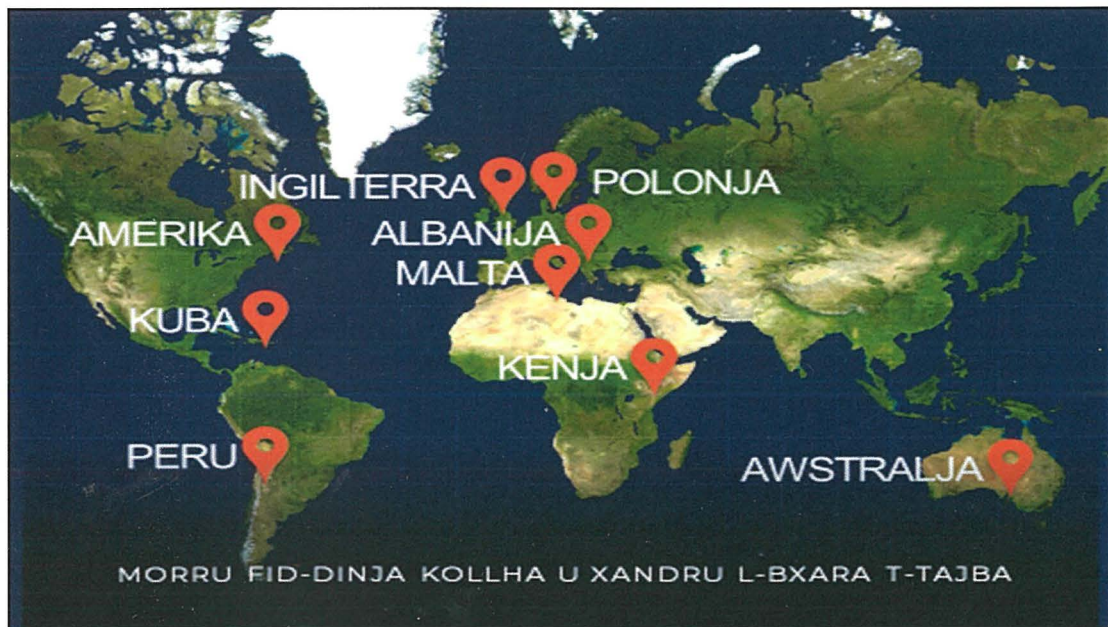 INGILTERRA
POLONJA
AMERIKA
ALBANIJA
MALTA
KUBA
KENJA
PERU
AWSTRALJA
MORRU FID-DINJA KOLLHA U XANDRU L-BXARA T-TAJBA